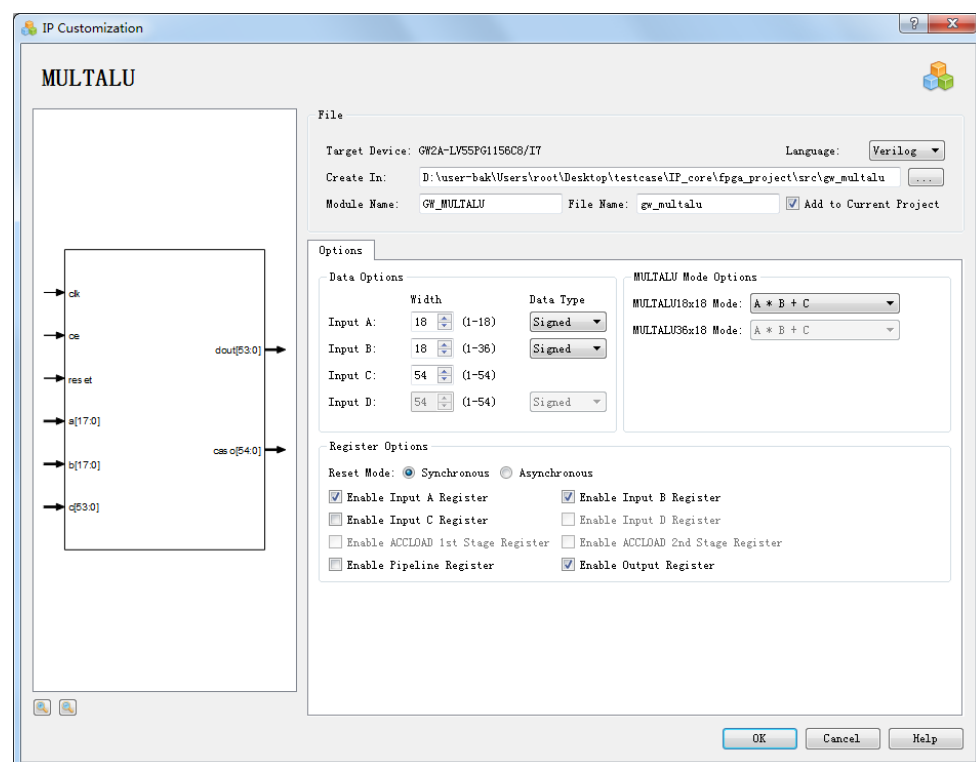 IP Customization
MULTALU
File
Target Device: GW2A-LV55PG1156C8/I7 Language: Verilog
Create In: D:\user-bak\Users\root\Desktop\testcase\IP_core\fpga_project\src\gw_multalu ...
Module Name: GW_MULTALU File Name: gw_multalu Add to Current Project
clk
ce
reset
a[17:0]
b[17:0]
c[53:0]
dout[53:0]
caso[54:0]
Options
Data Options
Width Data Type
Input A: 18 (1-18) Signed
Input B: 18 (1-36) Signed
Input C: 54 (1-54)
Input D: 54 (1-54) Signed
MULTALU Mode Options
MULTALU18x18 Mode: A * B + C
MULTALU36x18 Mode: A * B + C
Register Options
Reset Mode: Synchronous Asynchronous
Enable Input A Register Enable Input B Register
Enable Input C Register Enable Input D Register
Enable ACCLOAD 1st Stage Register Enable ACCLOAD 2nd Stage Register
Enable Pipeline Register Enable Output Register
OK Cancel Help